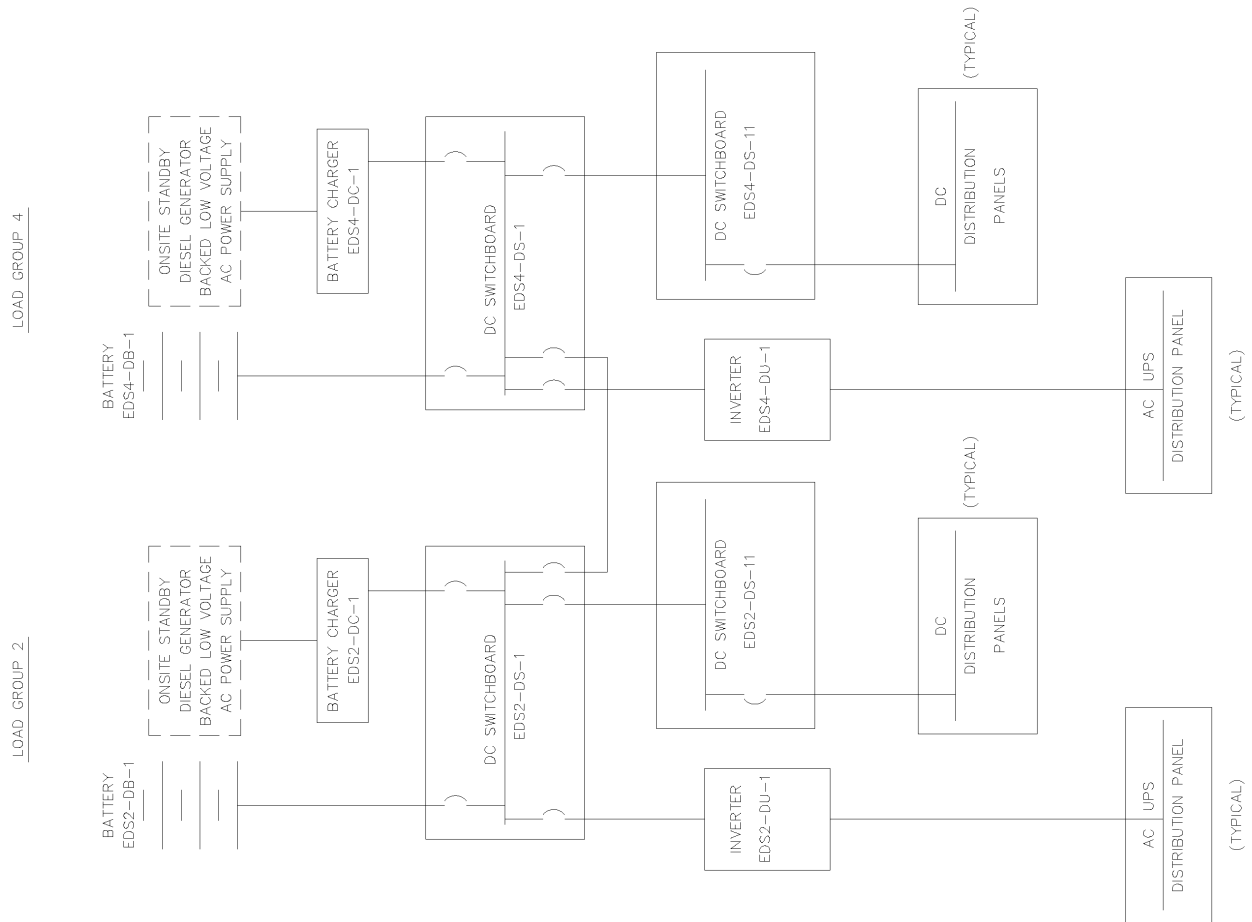 LOAD GROUP 2
BATTERY
EDS2-DB-1
ONSITE STANDBY
DIESEL GENERATOR
BACKED LOW VOLTAGE
AC POWER SUPPLY
BATTERY CHARGER
EDS2-DC-1
DC SWITCHBOARD
EDS2-DS-1
DC SWITCHBOARD
EDS2-DS-11
INVERTER
EDS2-DU-1
DC
DISTRIBUTION
PANELS
(TYPICAL)
AC UPS
DISTRIBUTION PANEL
(TYPICAL)
LOAD GROUP 4
BATTERY
EDS4-DB-1
ONSITE STANDBY
DIESEL GENERATOR
BACKED LOW VOLTAGE
AC POWER SUPPLY
BATTERY CHARGER
EDS4-DC-1
DC SWITCHBOARD
EDS4-DS-1
DC SWITCHBOARD
EDS4-DS-11
INVERTER
EDS4-DU-1
DC
DISTRIBUTION
PANELS
(TYPICAL)
AC UPS
DISTRIBUTION PANEL
(TYPICAL)